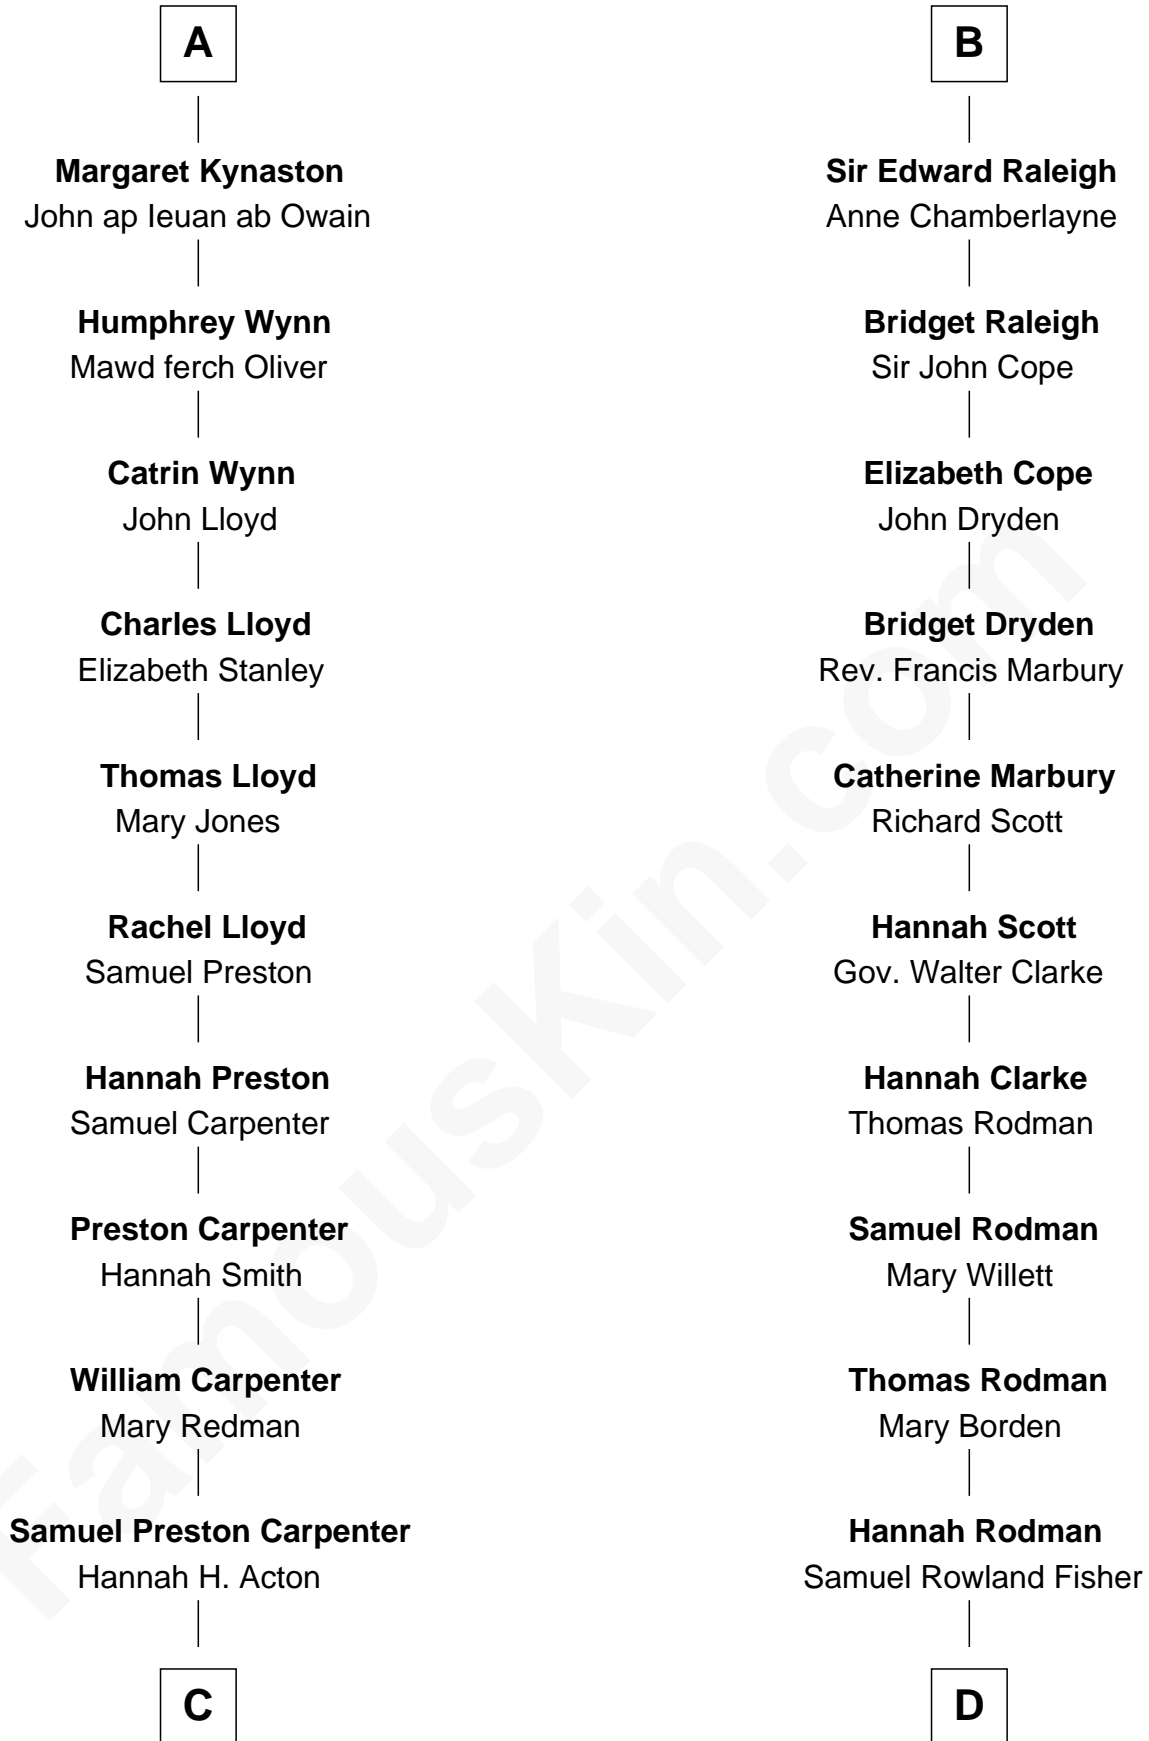 A
Margaret Kynaston
John ap Ieuan ab Owain
Humphrey Wynn
Mawd ferch Oliver
Catrin Wynn
John Lloyd
Charles Lloyd
Elizabeth Stanley
Thomas Lloyd
Mary Jones
Rachel Lloyd
Samuel Preston
Hannah Preston
Samuel Carpenter
Preston Carpenter
Hannah Smith
William Carpenter
Mary Redman
Samuel Preston Carpenter
Hannah H. Acton
C
B
Sir Edward Raleigh
Anne Chamberlayne
Bridget Raleigh
Sir John Cope
Elizabeth Cope
John Dryden
Bridget Dryden
Rev. Francis Marbury
Catherine Marbury
Richard Scott
Hannah Scott
Gov. Walter Clarke
Hannah Clarke
Thomas Rodman
Samuel Rodman
Mary Willett
Thomas Rodman
Mary Borden
Hannah Rodman
Samuel Rowland Fisher
D
FamousKin.com